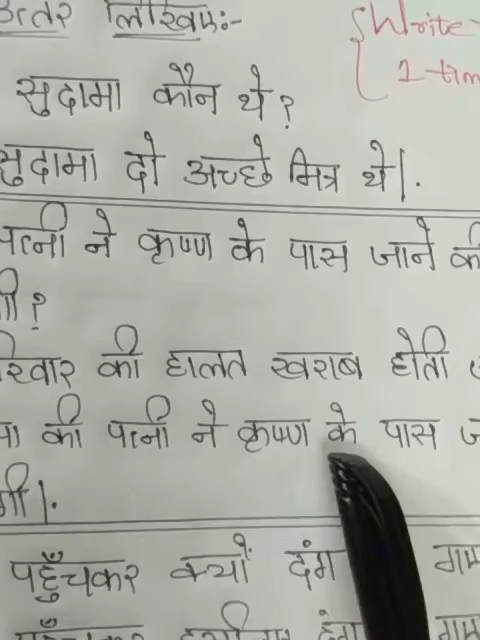 उत्तर लिखिए:-
Write
1-tim
सुदामा कौन थे?
सुदामा दो अच्छे मित्र थे|.
पत्नी ने कृष्ण के पास जाने की
?
की हालत खराब होती
की पत्नी ने कृष्ण के पास
|.
पहुँचकर क्यों दंग